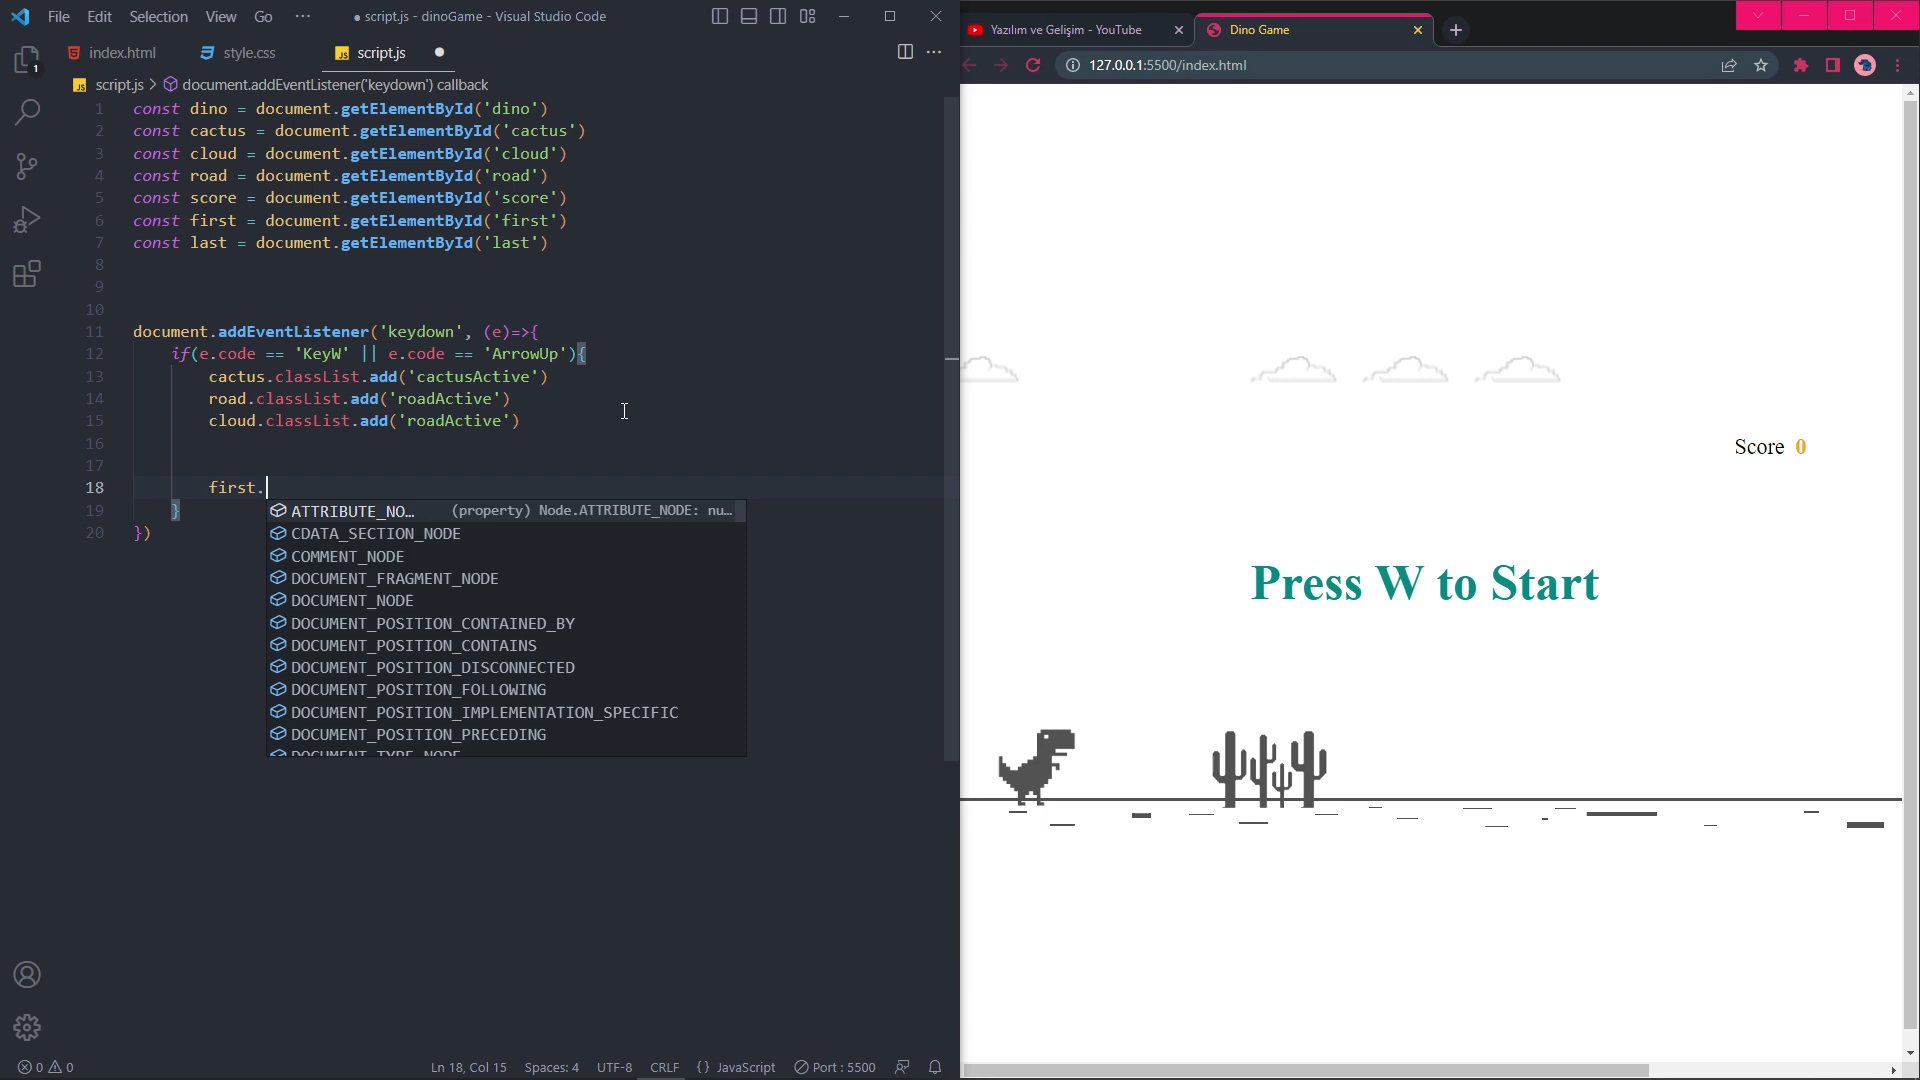 File Edit Selection View Go ··· ● script.js - dinoGame - Visual Studio Code
index.html style.css JS script.js ●
JS script.js > document.addEventListener('keydown') callback
1 const dino = document.getElementById('dino')
2 const cactus = document.getElementById('cactus')
3 const cloud = document.getElementById('cloud')
4 const road = document.getElementById('road')
5 const score = document.getElementById('score')
6 const first = document.getElementById('first')
7 const last = document.getElementById('last')
8
9
10
11 document.addEventListener('keydown', (e)=>{
12 if(e.code == 'KeyW' || e.code == 'ArrowUp'){
13 cactus.classList.add('cactusActive')
14 road.classList.add('roadActive')
15 cloud.classList.add('roadActive')
16
17
18 first.
19 }
20 })
ATTRIBUTE_NO… (property) Node.ATTRIBUTE_NODE: nu…
CDATA_SECTION_NODE
COMMENT_NODE
DOCUMENT_FRAGMENT_NODE
DOCUMENT_NODE
DOCUMENT_POSITION_CONTAINED_BY
DOCUMENT_POSITION_CONTAINS
DOCUMENT_POSITION_DISCONNECTED
DOCUMENT_POSITION_FOLLOWING
DOCUMENT_POSITION_IMPLEMENTATION_SPECIFIC
DOCUMENT_POSITION_PRECEDING
DOCUMENT_TYPE_NODE
1
0 0 Ln 18, Col 15 Spaces: 4 UTF-8 CRLF {} JavaScript Port : 5500
Yazılım ve Gelişim - YouTube Dino Game
127.0.0.1:5500/index.html
Score 0
Press W to Start